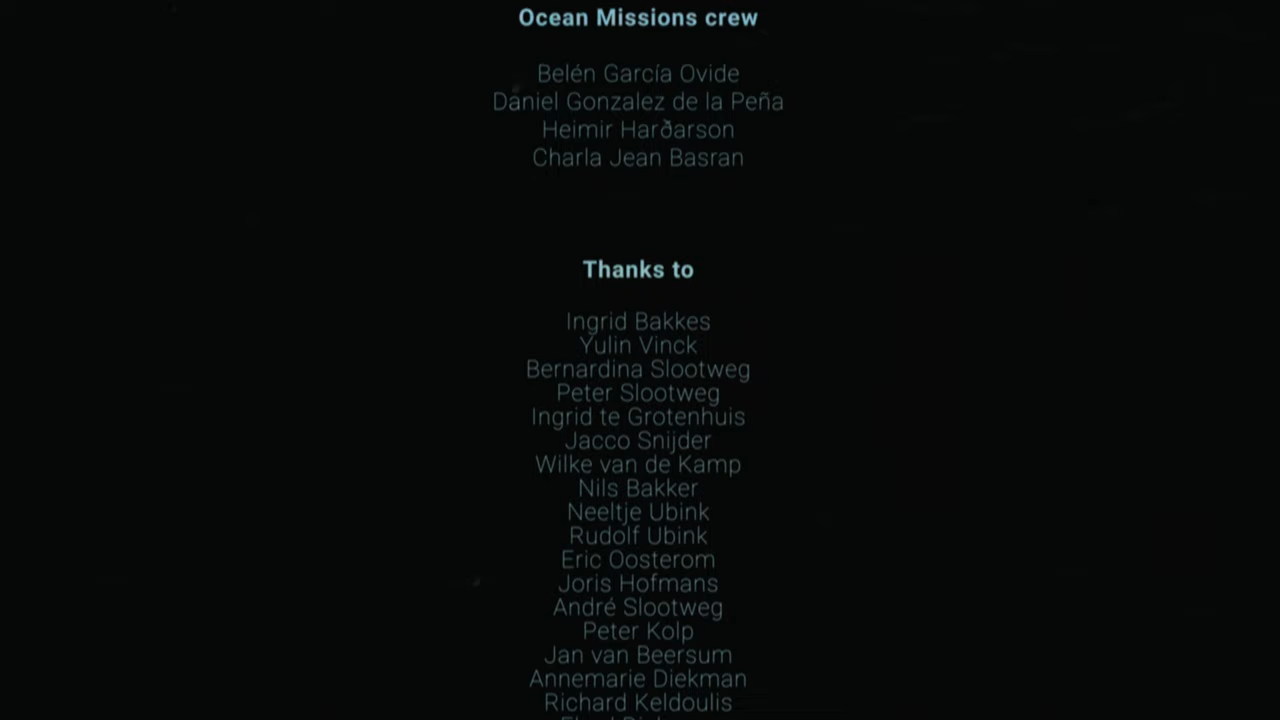 Ocean Missions crew
Belén García Ovide
Daniel Gonzalez de la Peña
Heimir Harðarson
Charla Jean Basran
Thanks to
Ingrid Bakkes
Yulin Vinck
Bernardina Slootweg
Peter Slootweg
Ingrid te Grotenhuis
Jacco Snijder
Wilke van de Kamp
Nils Bakker
Neeltje Ubink
Rudolf Ubink
Eric Oosterom
Joris Hofmans
André Slootweg
Peter Kolp
Jan van Beersum
Annemarie Diekman
Richard Keldoulis